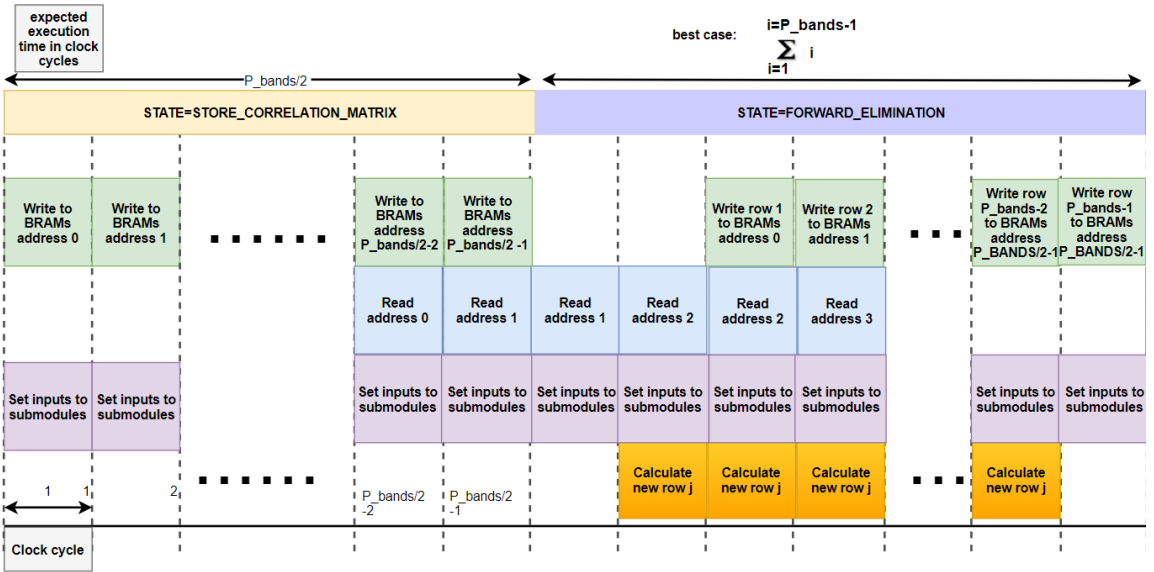 expected
execution
time in clock
cycles
best case:
i=P_bands-1
∑ i
i=1
P_bands/2
STATE=STORE_CORRELATION_MATRIX
STATE=FORWARD_ELIMINATION
Write to
BRAMs
address 0
Write to
BRAMs
address 1
......
Write to
BRAMs
address
P_bands/2-2
Write to
BRAMs
address
P_bands/2 -1
Write row 1
to BRAMs
address 0
Write row 2
to BRAMs
address 1
...
Write row
P_bands-2
to BRAMs
address
P_BANDS/2-1
Write row
P_bands-1
to BRAMs
address
P_BANDS/2-1
Read
address 0
Read
address 1
Read
address 1
Read
address 2
Read
address 2
Read
address 3
Set inputs to
submodules
Set inputs to
submodules
Set inputs to
submodules
Set inputs to
submodules
Set inputs to
submodules
Set inputs to
submodules
Set inputs to
submodules
Set inputs to
submodules
Set inputs to
submodules
Set inputs to
submodules
Calculate
new row j
Calculate
new row j
Calculate
new row j
...
Calculate
new row j
1
1
2
......
P_bands/2
-2
P_bands/2
-1
Clock cycle